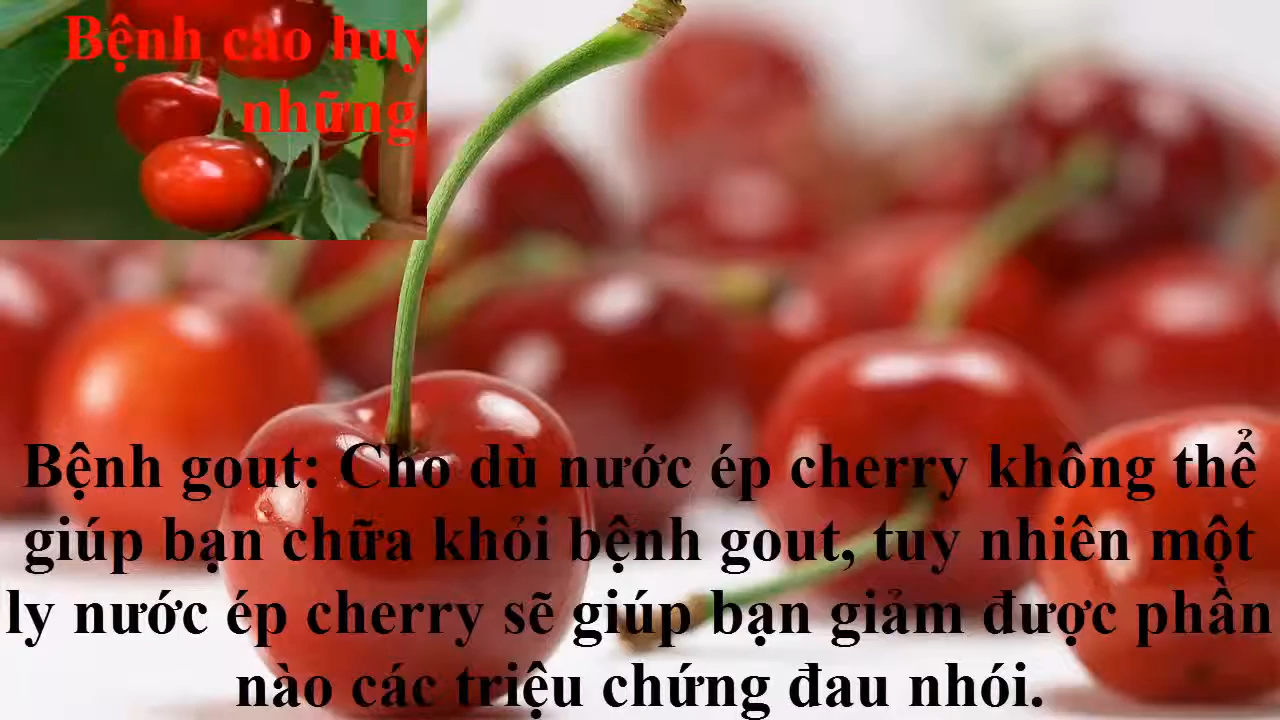 Bệnh cao huy
những
Bệnh gout: Cho dù nước ép cherry không thể
giúp bạn chữa khỏi bệnh gout, tuy nhiên một
ly nước ép cherry sẽ giúp bạn giảm được phần
nào các triệu chứng đau nhói.